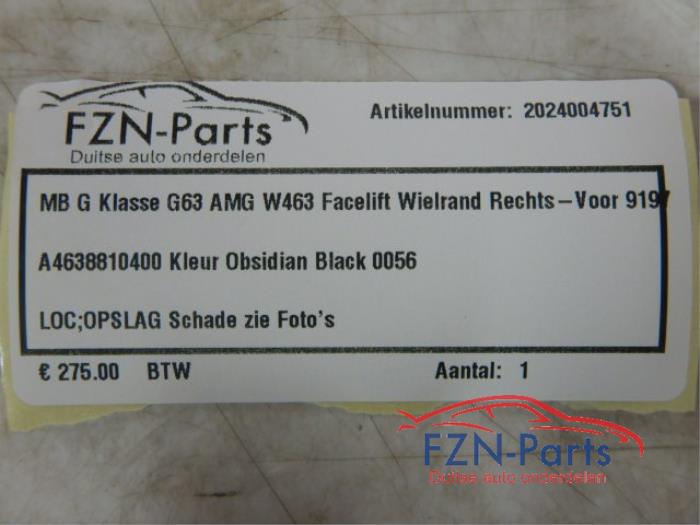 FZN-Parts
Duitse auto onderdelen
Artikelnummer: 2024004751
MB G Klasse G63 AMG W463 Facelift Wielrand Rechts-Voor 9197
A4638810400 Kleur Obsidian Black 0056
LOC;OPSLAG Schade zie Foto's
€ 275.00 BTW
Aantal: 1
FZN-Parts
Duitse auto onderdelen